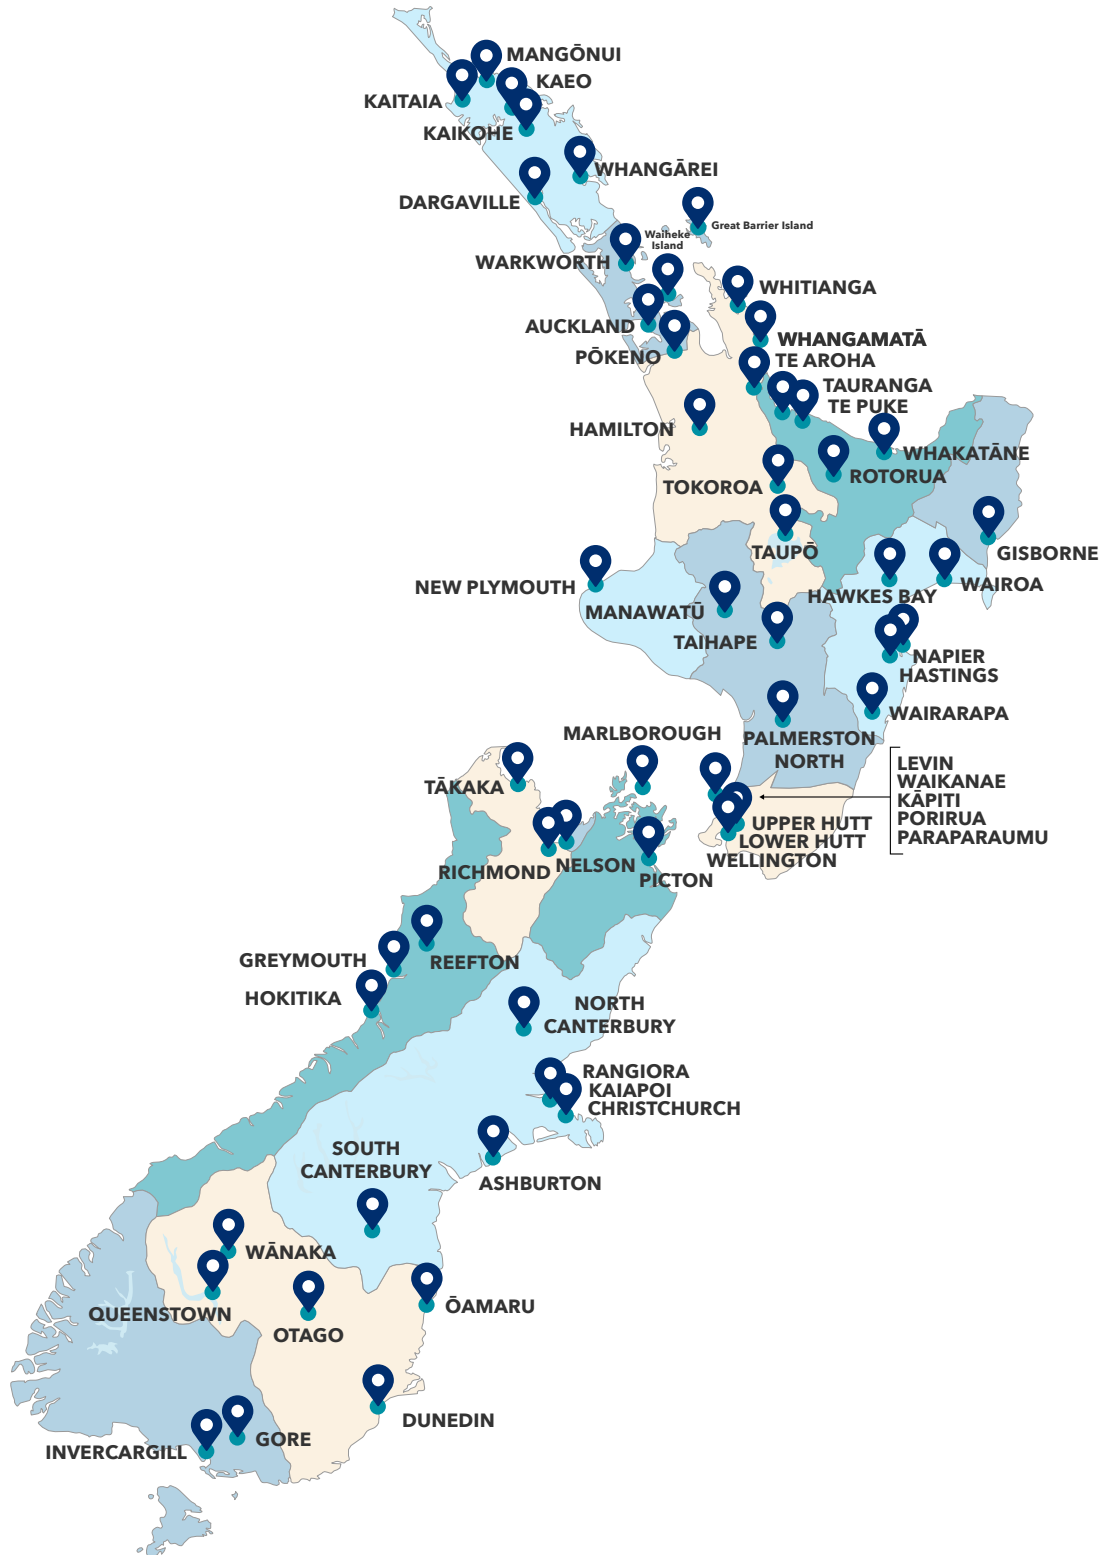 MANGŌNUI
KAEO
KAITAIA
KAIKOHE
WHANGĀREI
DARGAVILLE
Great Barrier Island
Waiheke
Island
WARKWORTH
WHITIANGA
AUCKLAND
WHANGAMATĀ
PŌKENO
TE AROHA
TAURANGA
TE PUKE
HAMILTON
WHAKATĀNE
ROTORUA
TOKOROA
TAUPŌ
GISBORNE
NEW PLYMOUTH
WAIROA
HAWKES BAY
MANAWATŪ
TAIHAPE
NAPIER
HASTINGS
WAIRARAPA
MARLBOROUGH
PALMERSTON
NORTH
LEVIN
WAIKANAE
KĀPITI
PORIRUA
PARAPARAUMU
TĀKAKA
UPPER HUTT
LOWER HUTT
WELLINGTON
RICHMOND
NELSON
PICTON
GREYMOUTH
REEFTON
HOKITIKA
NORTH
CANTERBURY
RANGIORA
KAIAPOI
CHRISTCHURCH
SOUTH
CANTERBURY
ASHBURTON
WĀNAKA
QUEENSTOWN
ŌAMARU
OTAGO
DUNEDIN
GORE
INVERCARGILL